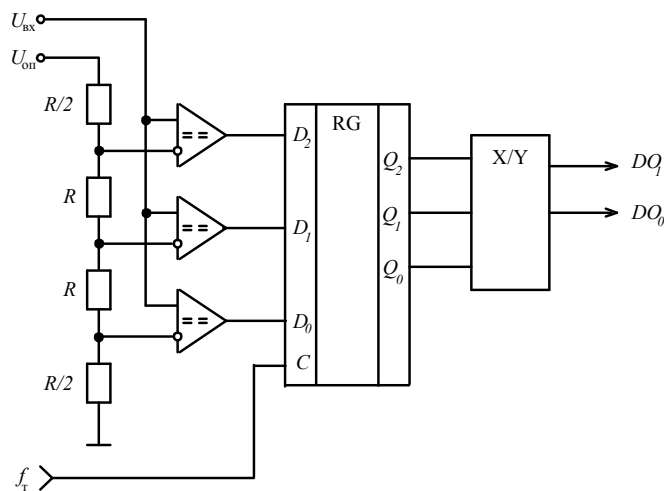 U_вх
U_оп
R/2
R
R
R/2
==
==
==
D_2
D_1
D_0
C
RG
Q_2
Q_1
Q_0
X/Y
DO_1
DO_0
f_т